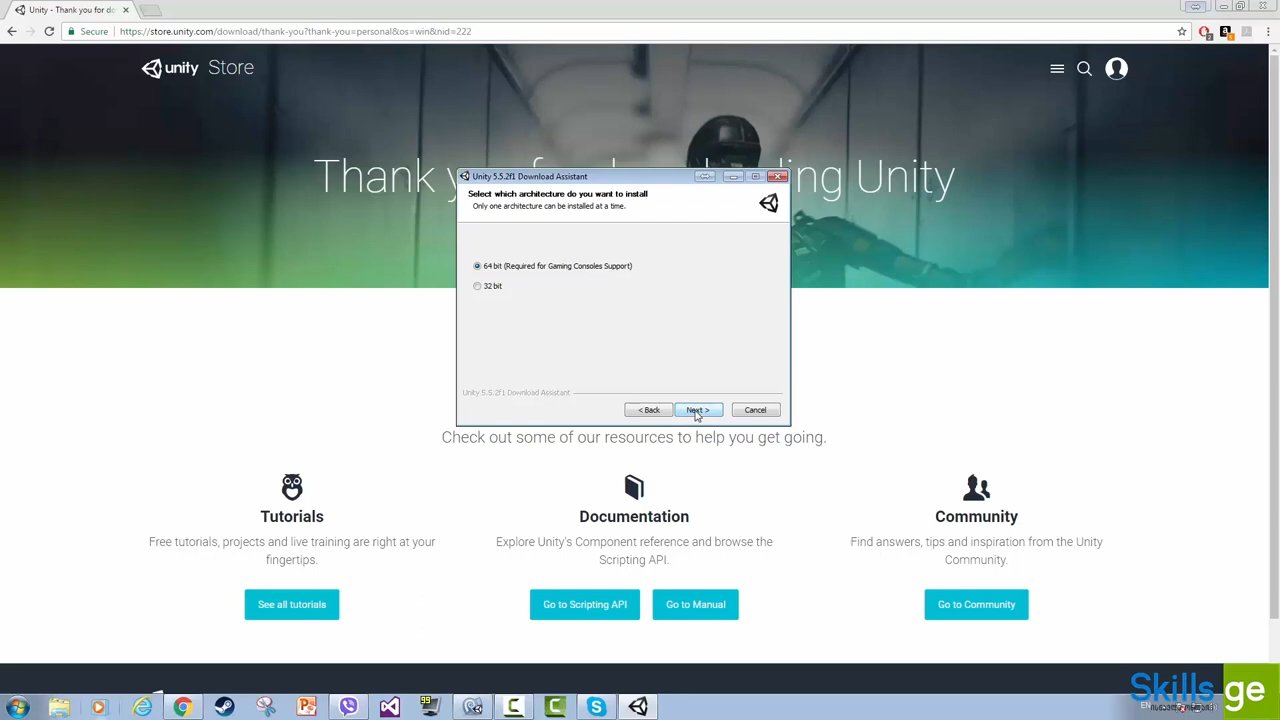 Unity - Thank you for do
Secure
https://store.unity.com/download/thank-you?thank-you=personal&os=win&nid=222
unity Store
Unity 5.5.2f1 Download Assistant
Select which architecture do you want to install
Only one architecture can be installed at a time.
64 bit (Required for Gaming Consoles Support)
32 bit
Unity 5.5.2f1 Download Assistant
< Back
Next >
Cancel
Thank y
ing Unity
Check out some of our resources to help you get going.
Tutorials
Free tutorials, projects and live training are right at your
fingertips.
See all tutorials
Documentation
Explore Unity's Component reference and browse the
Scripting API.
Go to Scripting API
Go to Manual
Community
Find answers, tips and inspiration from the Unity
Community.
Go to Community
99
Skills ge